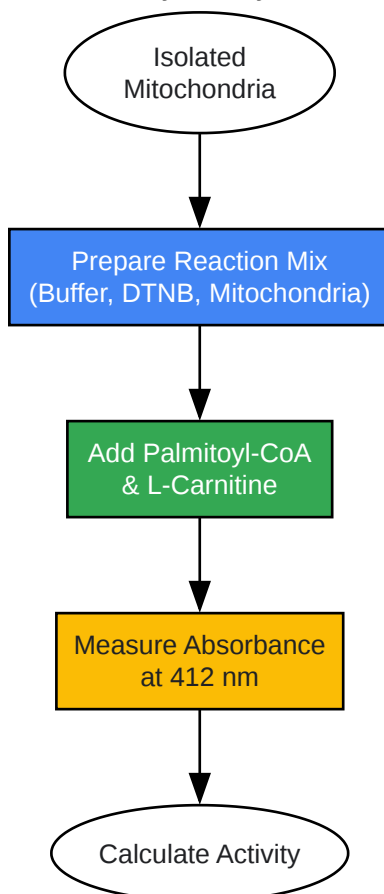 Isolated
Mitochondria
Prepare Reaction Mix
(Buffer, DTNB, Mitochondria)
Add Palmitoyl-CoA
& L-Carnitine
Measure Absorbance
at 412 nm
Calculate Activity